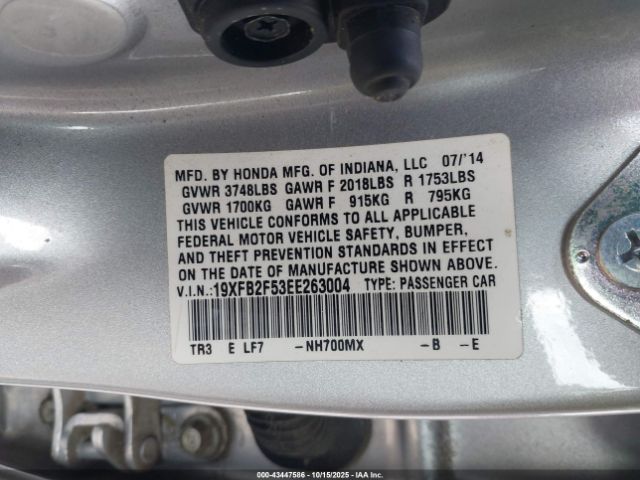 MFD. BY HONDA MFG. OF INDIANA, LLC 07/'14
GVWR 3748LBS GAWR F 2018LBS R 1753LBS
GVWR 1700KG GAWR F 915KG R 795KG
THIS VEHICLE CONFORMS TO ALL APPLICABLE
FEDERAL MOTOR VEHICLE SAFETY, BUMPER,
AND THEFT PREVENTION STANDARDS IN EFFECT
ON THE DATE OF MANUFACTURE SHOWN ABOVE.
V.I.N.:19XFB2F53EE263004 TYPE: PASSENGER CAR
TR3 E LF7 -NH700MX -B -E
000-43447586 | 10/15/2025 | IAA Inc.